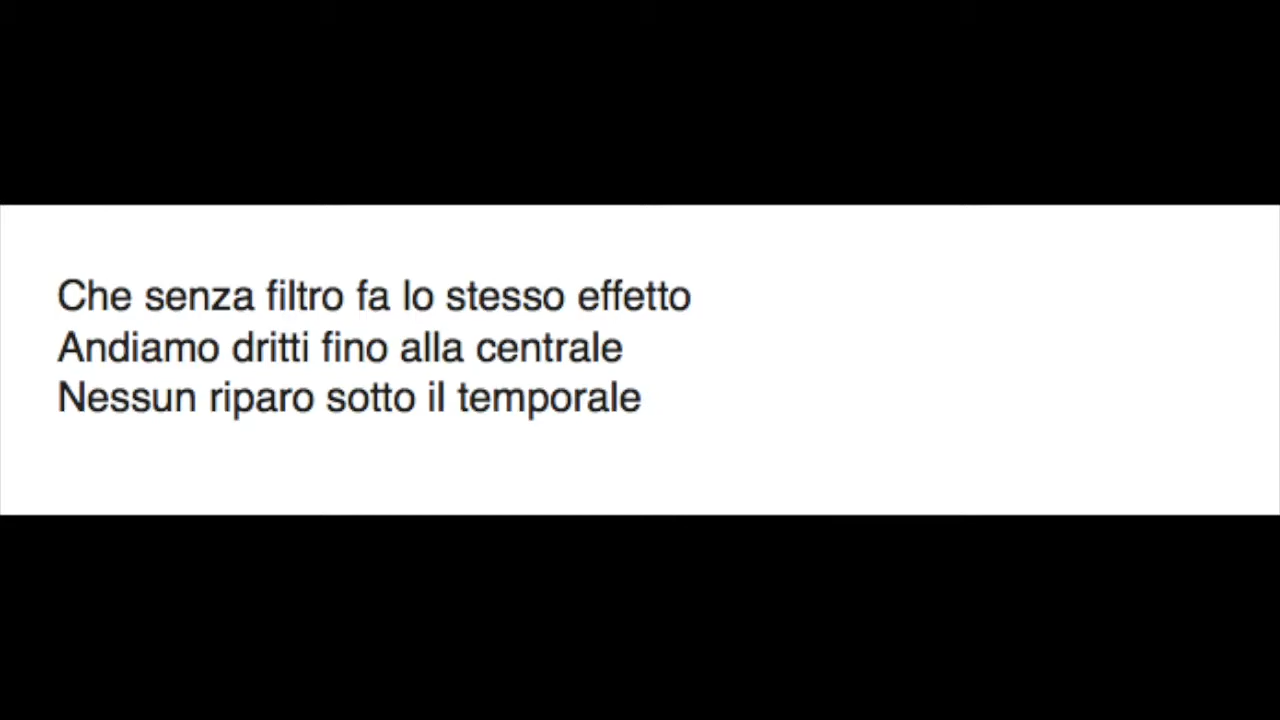 Che senza filtro fa lo stesso effetto
Andiamo dritti fino alla centrale
Nessun riparo sotto il temporale